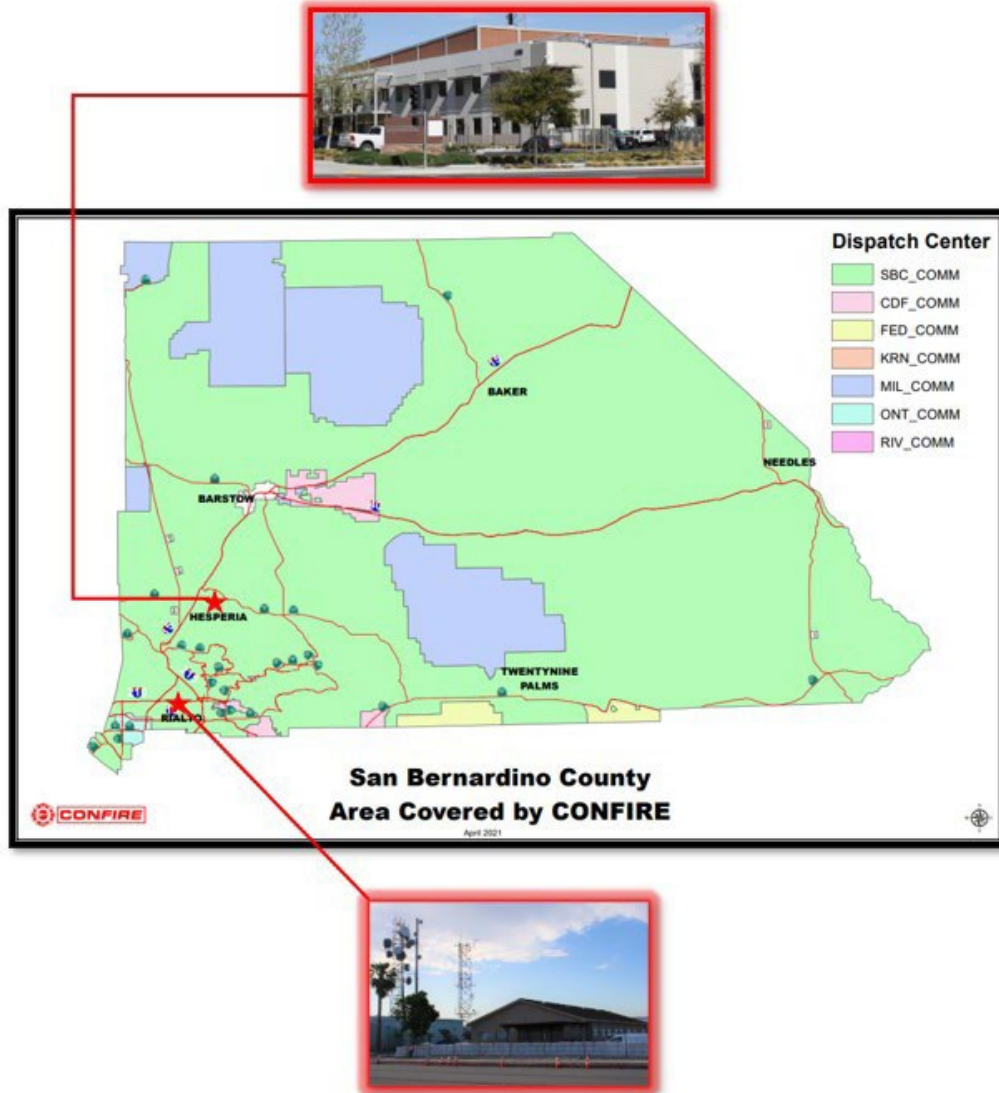 Dispatch Center
SBC_COMM
CDF_COMM
FED_COMM
KRN_COMM
MIL_COMM
ONT_COMM
RIV_COMM
BAKER
NEEDLES
BARSTOW
HESPERIA
TWENTYNINE
PALMS
RIALTO
San Bernardino County
Area Covered by CONFIRE
April 2021
CONFIRE